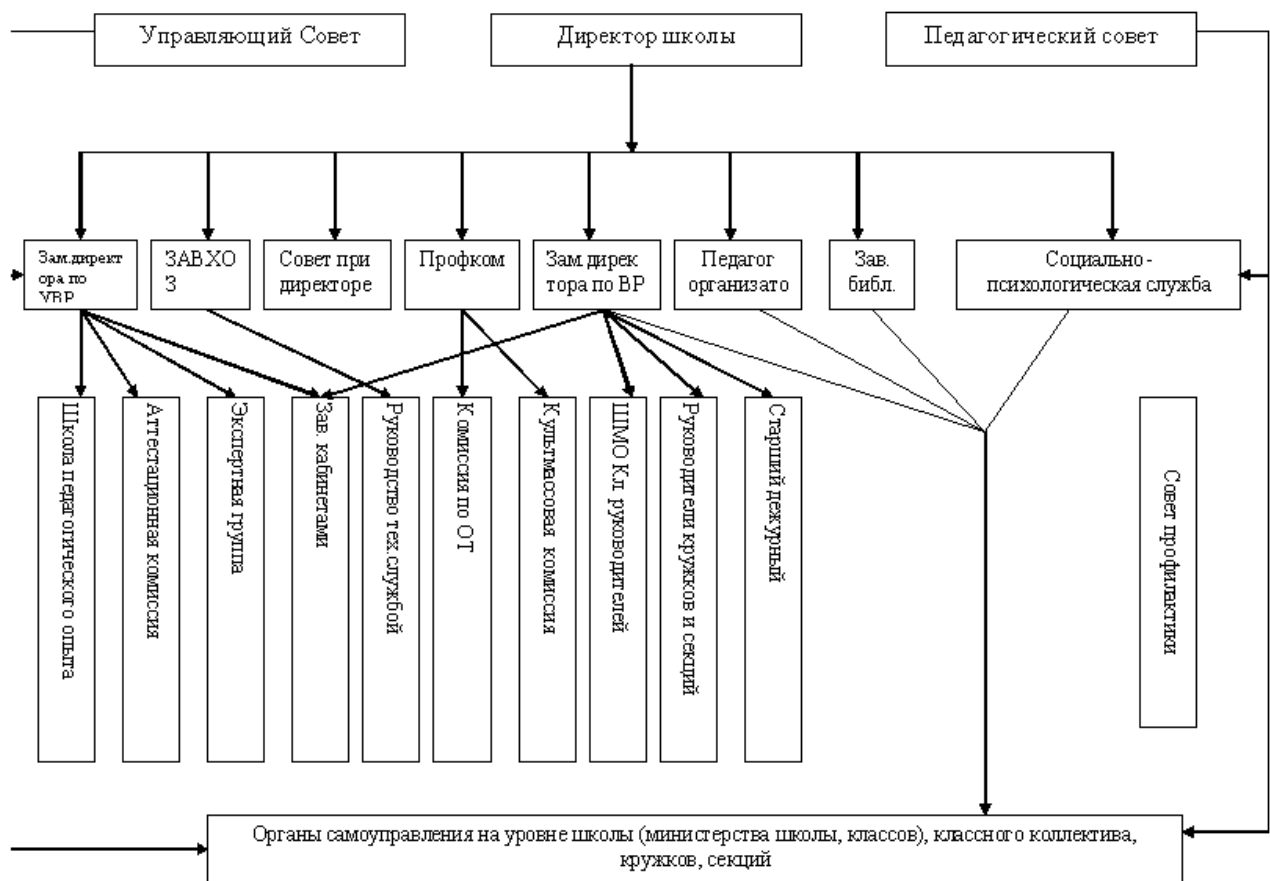 Управляющий Совет
Директор школы
Педагогический совет
Зам.директ
ора по
УВР
ЗАВХО
З
Совет при
директоре
Профком
Зам.дирек
тора по ВР
Педагог
организато
Зав.
библ.
Социально-
психологическая служба
Школа педагогического опыта
Аттестационная комиссия
Экспертная группа
Зав. кабинетами
Руководство тех.службой
Комиссия по ОТ
Культмассовая комиссия
ШМО Кл. руководителей
Руководители кружков и секций
Старший дежурный
Совет профилактики
Органы самоуправления на уровне школы (министерства школы, классов), классного коллектива,
кружков, секций